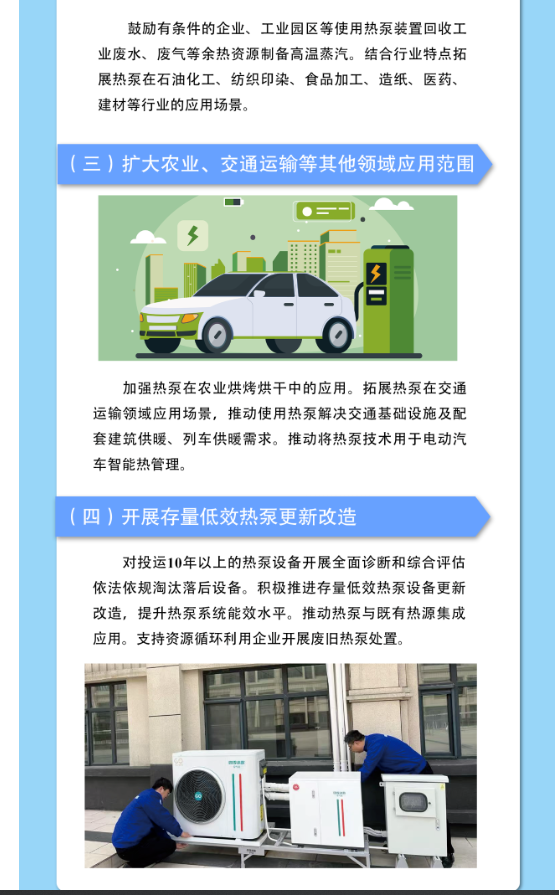 鼓励有条件的企业、工业园区等使用热泵装置回收工
业废水、废气等余热资源制备高温蒸汽。结合行业特点拓
展热泵在石油化工、纺织印染、食品加工、造纸、医药、
建材等行业的应用场景。
（三）扩大农业、交通运输等其他领域应用范围
加强热泵在农业烘烤烘干中的应用。拓展热泵在交通
运输领域应用场景，推动使用热泵解决交通基础设施及配
套建筑供暖、列车供暖需求。推动将热泵技术用于电动汽
车智能热管理。
（四）开展存量低效热泵更新改造
对投运10年以上的热泵设备开展全面诊断和综合评估
依法依规淘汰落后设备。积极推进存量低效热泵设备更新
改造，提升热泵系统能效水平。推动热泵与既有热源集成
应用。支持资源循环利用企业开展废旧热泵处置。